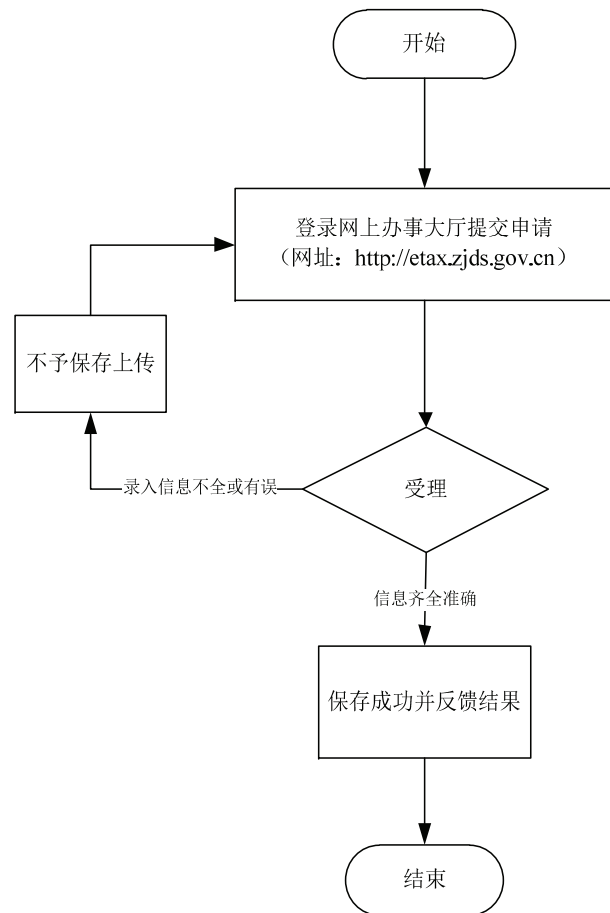 开始
登录网上办事大厅提交申请
（网址：http://etax.zjds.gov.cn）
不予保存上传
录入信息不全或有误
受理
信息齐全准确
保存成功并反馈结果
结束